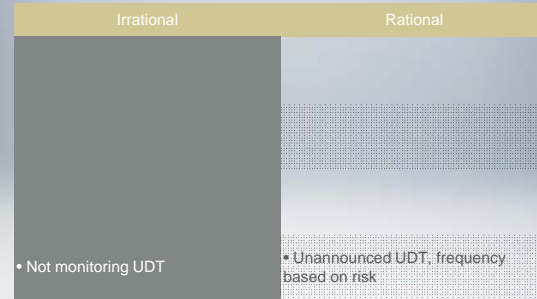 Irrational
Rational
• Not monitoring UDT
• Unannounced UDT, frequency
based on risk